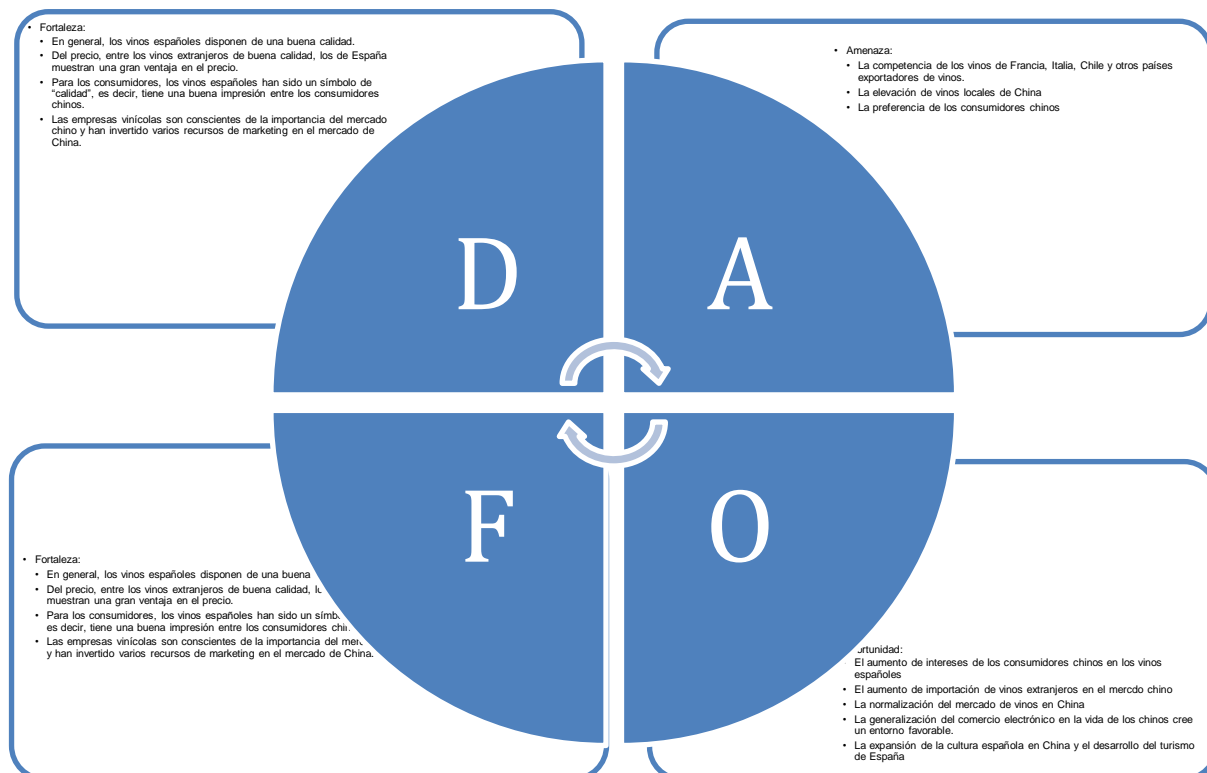 • Fortaleza:
• En general, los vinos españoles disponen de una buena calidad.
• Del precio, entre los vinos extranjeros de buena calidad, los de España
muestran una gran ventaja en el precio.
• Para los consumidores, los vinos españoles han sido un símbolo de
“calidad”, es decir, tiene una buena impresión entre los consumidores
chinos.
• Las empresas vinícolas son conscientes de la importancia del mercado
chino y han invertido varios recursos de marketing en el mercado de
China.
• Amenaza:
• La competencia de los vinos de Francia, Italia, Chile y otros países
exportadores de vinos.
• La elevación de vinos locales de China
• La preferencia de los consumidores chinos
D
A
F
O
• Fortaleza:
• En general, los vinos españoles disponen de una buena
• Del precio, entre los vinos extranjeros de buena calidad,
muestran una gran ventaja en el precio.
• Para los consumidores, los vinos españoles han sido un
es decir, tiene una buena impresión entre los consumidores
• Las empresas vinícolas son conscientes de la importancia del
y han invertido varios recursos de marketing en el mercado de China.
ortunidad:
El aumento de intereses de los consumidores chinos en los vinos
españoles
• El aumento de importación de vinos extranjeros en el mercdo chino
• La normalización del mercado de vinos en China
• La generalización del comercio electrónico en la vida de los chinos cree
un entorno favorable.
• La expansión de la cultura española en China y el desarrollo del turismo
de España